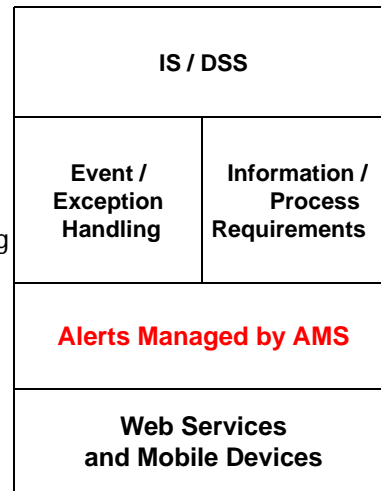 IS / DSS
Event /
Exception
Handling
Information /
Process
Requirements
g
Alerts Managed by AMS
Web Services
and Mobile Devices